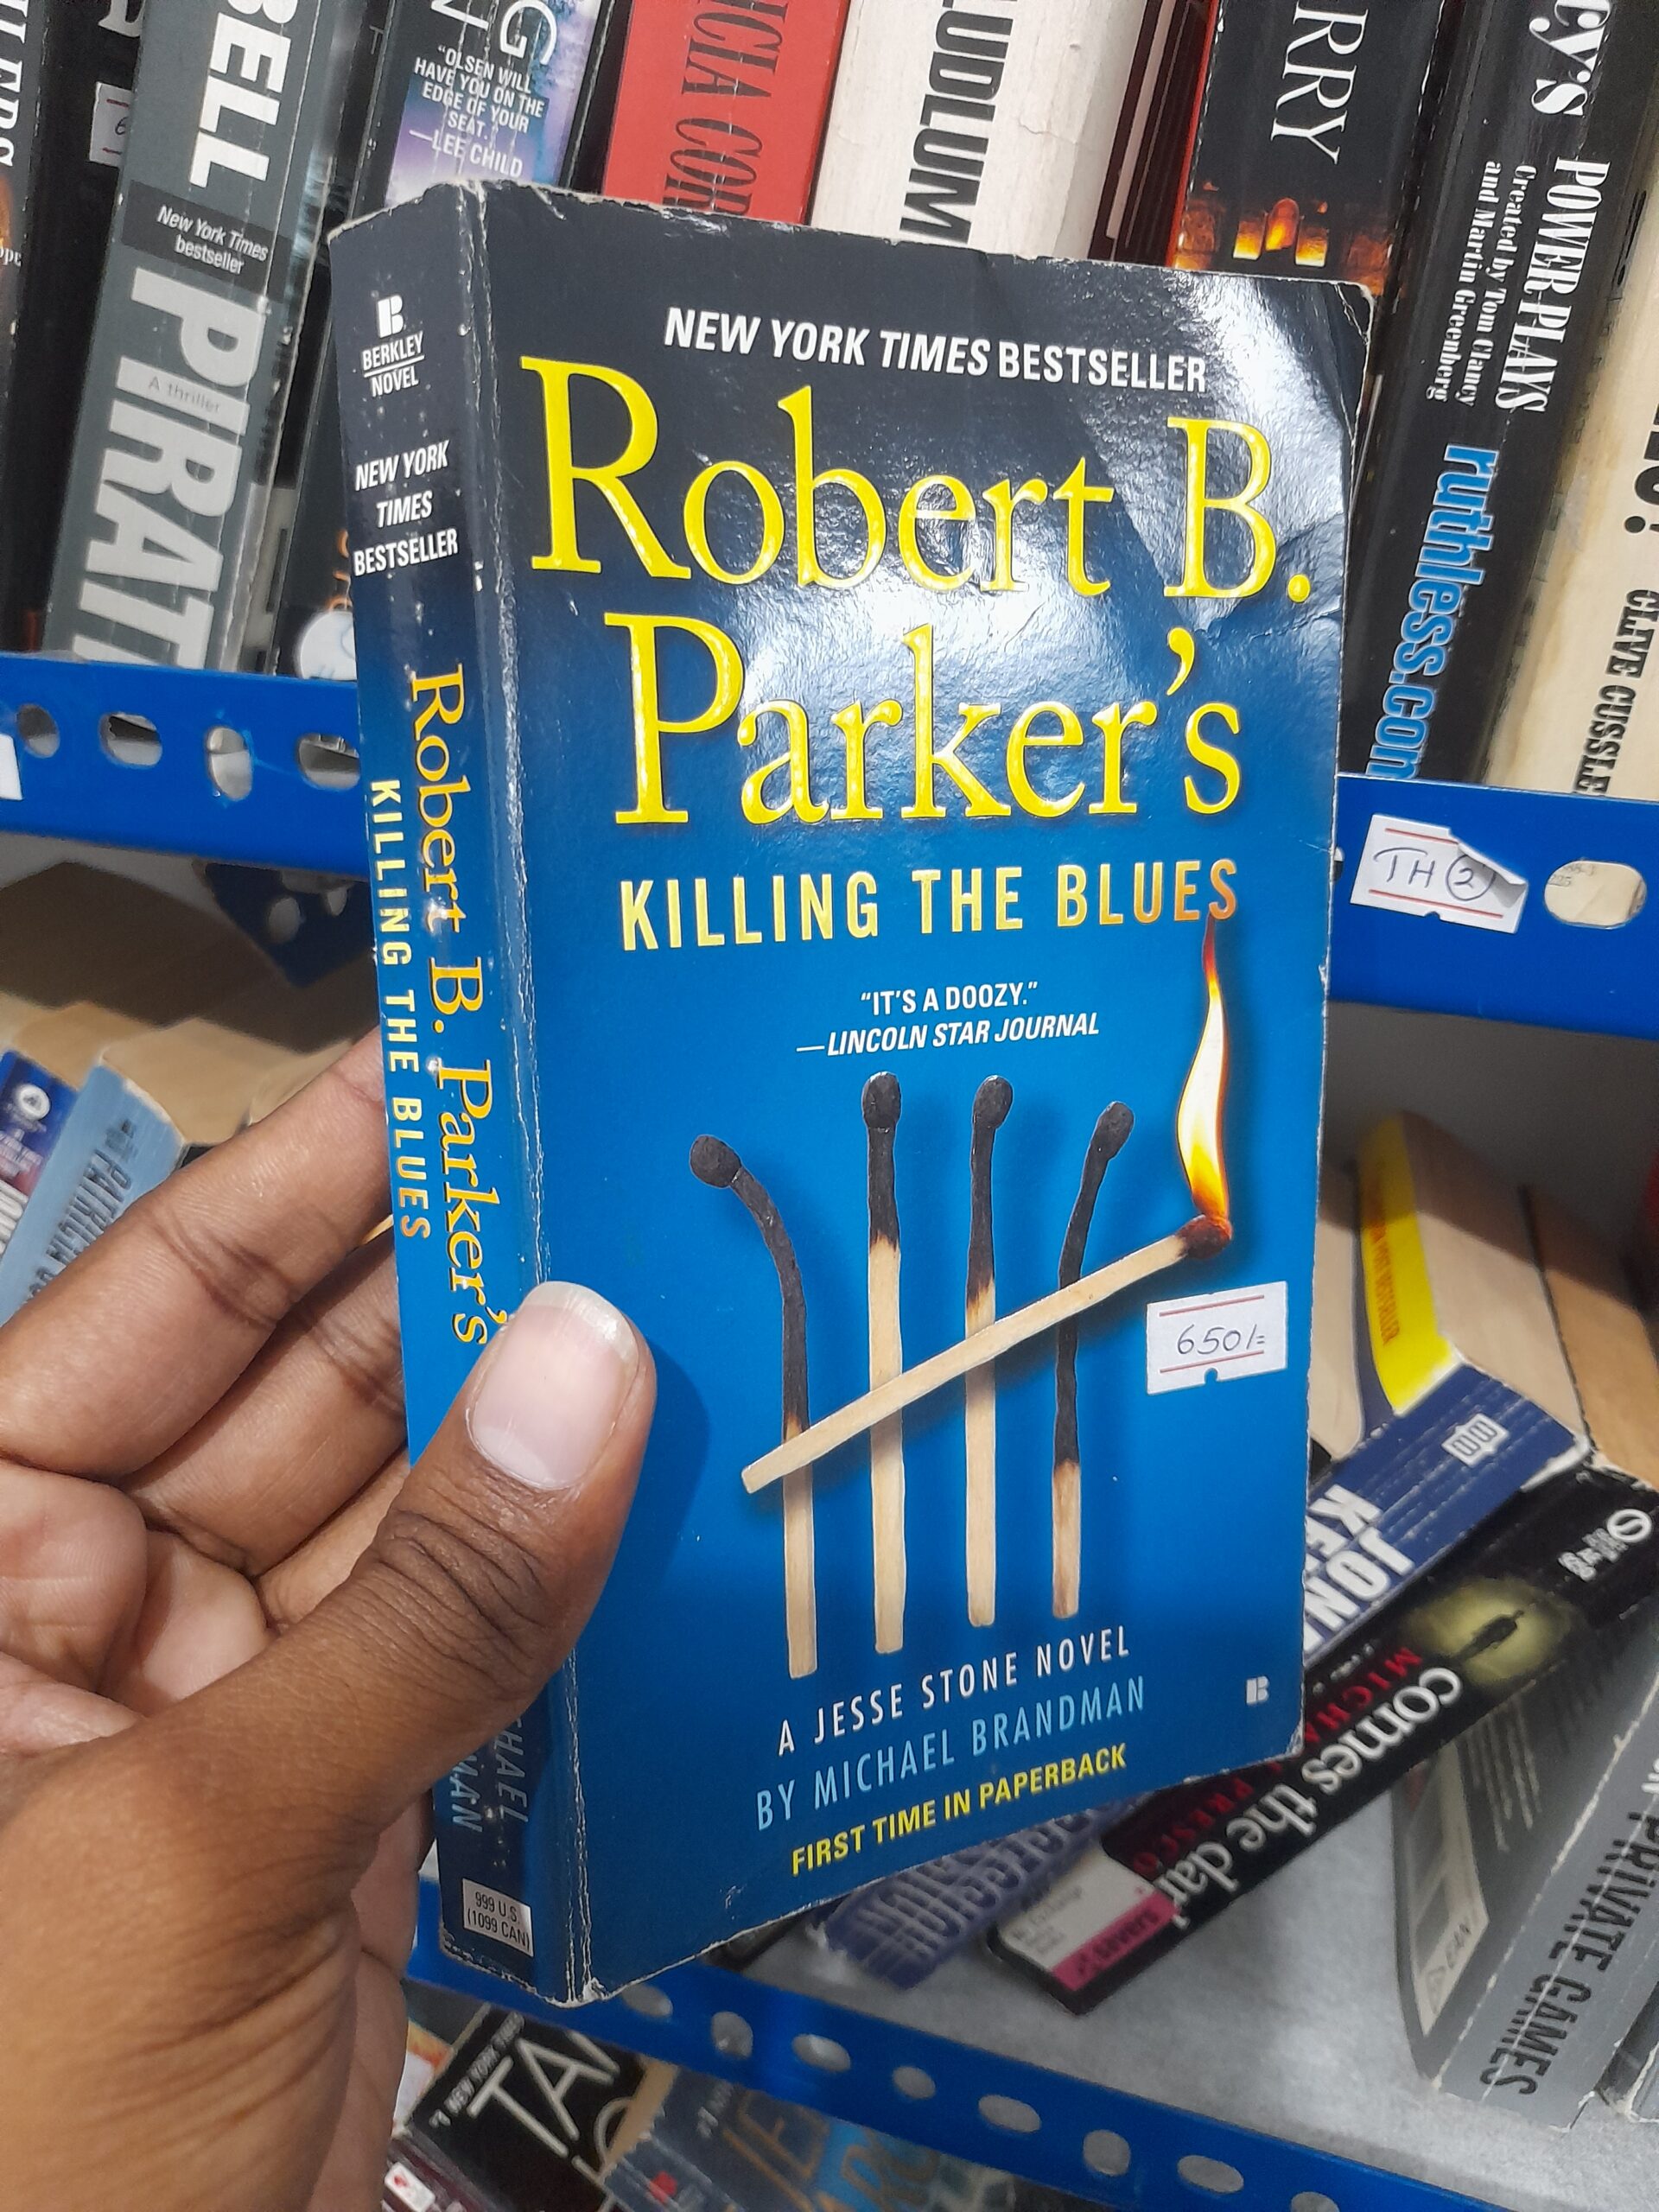 BELL
New York Times
bestseller
A thriller
NG
"OLSEN WILL
HAVE YOU ON THE
EDGE OF YOUR
SEAT."
—LEE CHILD
LUDLUM
RRY
POWER PLAYS
Created by Tom Clancy
and Martin Greenberg
ruthless.com
CLIVE CUSSLE
B
BERKLEY
NOVEL
NEW YORK
TIMES
BESTSELLER
Robert B. Parker's
KILLING THE BLUES
999 U.S.
(1099 CAN)
NEW YORK TIMES BESTSELLER
Robert B.
Parker's
KILLING THE BLUES
"IT'S A DOOZY."
—LINCOLN STAR JOURNAL
650/=
A JESSE STONE NOVEL
BY MICHAEL BRANDMAN
FIRST TIME IN PAPERBACK
B
TH 2
PATRICIA
comes the dar
PRIVATE GAMES